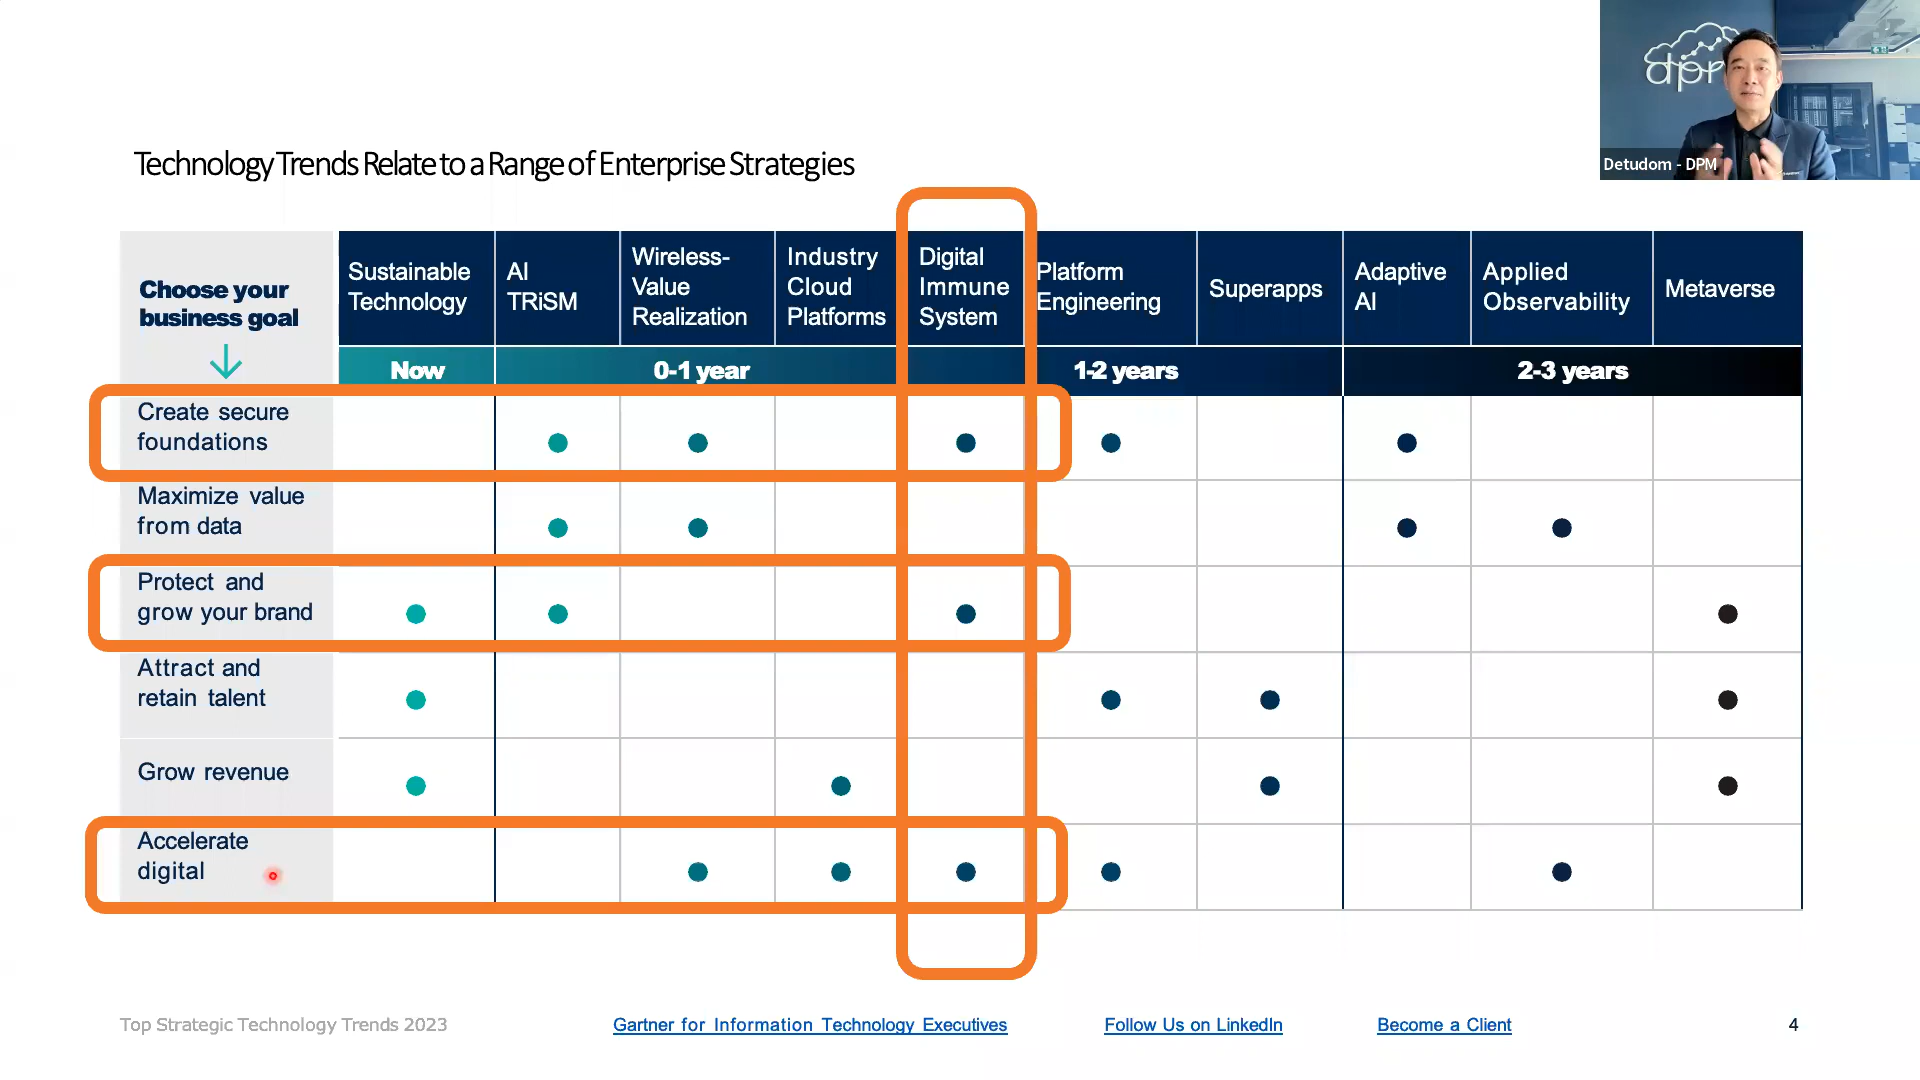 dpm
Detudom - DPM
Technology Trends Relate to a Range of Enterprise Strategies
Choose your
business goal
Sustainable
Technology
AI
TRiSM
Wireless-
Value
Realization
Industry
Cloud
Platforms
Digital
Immune
System
Platform
Engineering
Superapps
Adaptive
AI
Applied
Observability
Metaverse
Now
0-1 year
1-2 years
2-3 years
Create secure
foundations
Maximize value
from data
Protect and
grow your brand
Attract and
retain talent
Grow revenue
Accelerate
digital
Top Strategic Technology Trends 2023
Gartner for Information Technology Executives
Follow Us on LinkedIn
Become a Client
4